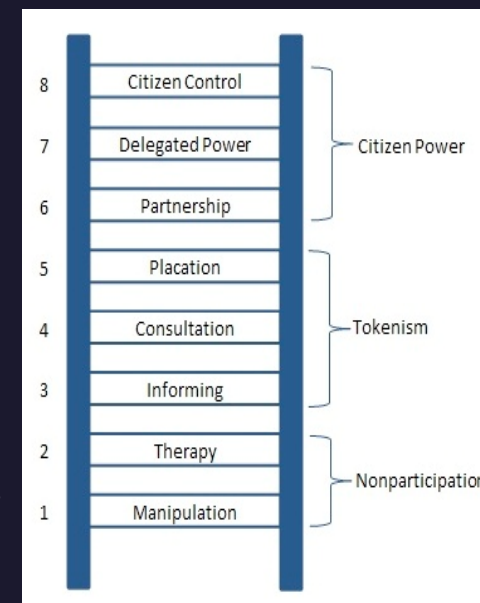 8 Citizen Control
7 Delegated Power Citizen Power
6 Partnership
5 Placation
4 Consultation Tokenism
3 Informing
2 Therapy
Nonparticipation
1 Manipulation